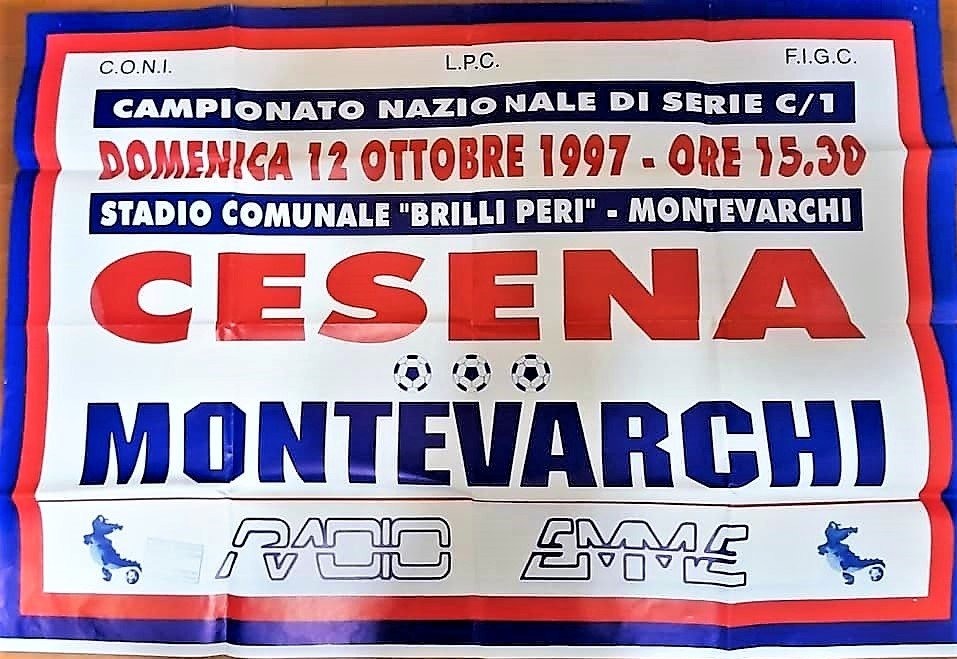 C.O.N.I. L.P.C. F.I.G.C.
CAMPIONATO NAZIONALE DI SERIE C/1
DOMENICA 12 OTTOBRE 1997 - ORE 15.30
STADIO COMUNALE "BRILLI PERI" - MONTEVARCHI
CESENA
MONTEVARCHI
RADIO EMME